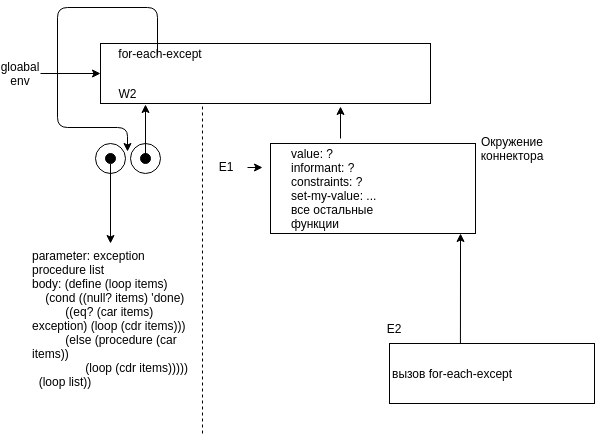 for-each-except
gloabal
env
W2
Окружение
коннектора
E1
value: ?
informant: ?
constraints: ?
set-my-value: ...
все остальные
функции
parameter: exception
procedure list
body: (define (loop items)
(cond ((null? items) 'done)
((eq? (car items)
exception) (loop (cdr items)))
(else (procedure (car
items))
(loop (cdr items)))))
(loop list))
E2
вызов for-each-except